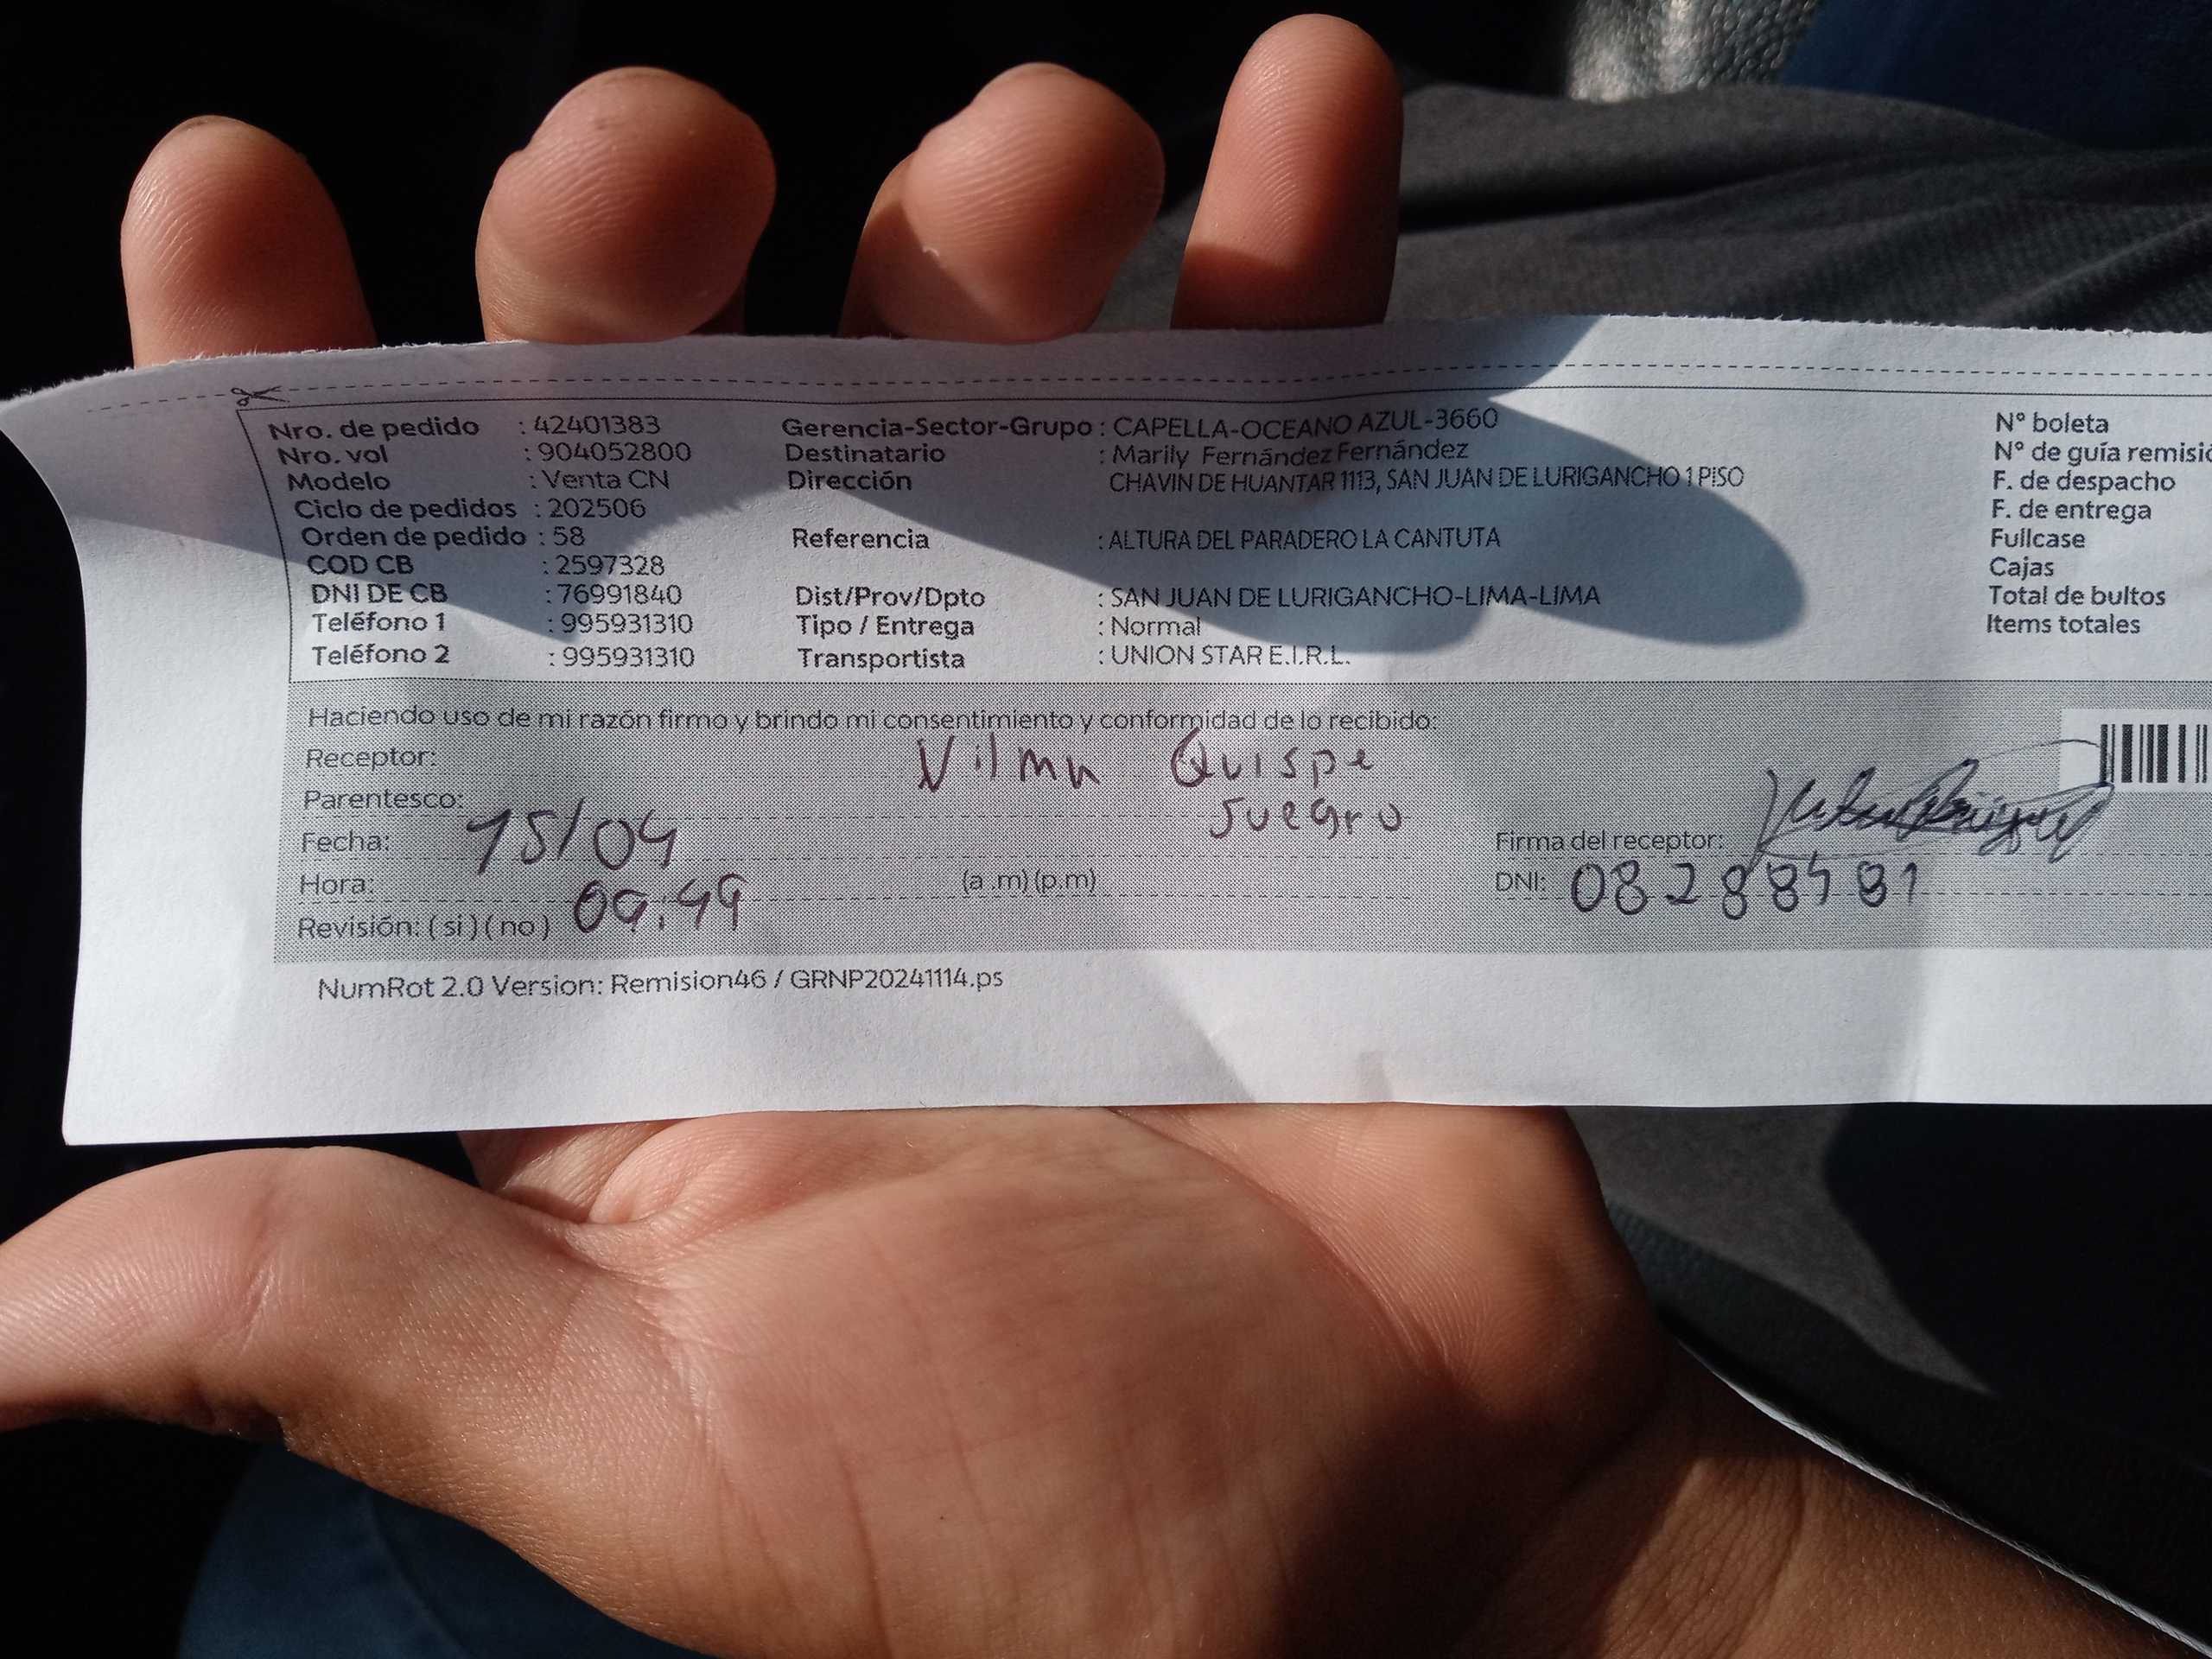 Nro. de pedido : 42401383 Gerencia-Sector-Grupo : CAPELLA-OCEANO AZUL-3660 N° boleta
Nro. vol : 904052800 Destinatario : Marily Fernández Fernández N° de guía remisió
Modelo : Venta CN Dirección CHAVIN DE HUANTAR 1113, SAN JUAN DE LURIGANCHO 1 PISO F. de despacho
Ciclo de pedidos : 202506 F. de entrega
Orden de pedido : 58 Referencia : ALTURA DEL PARADERO LA CANTUTA Fullcase
COD CB : 2597328 Cajas
DNI DE CB : 76991840 Dist/Prov/Dpto : SAN JUAN DE LURIGANCHO-LIMA-LIMA Total de bultos
Teléfono 1 : 995931310 Tipo / Entrega : Normal Items totales
Teléfono 2 : 995931310 Transportista : UNION STAR E.I.R.L.
Haciendo uso de mi razón firmo y brindo mi consentimiento y conformidad de lo recibido:
Receptor: Vilma Quispe
Parentesco: Suegro
Fecha: 15/04 Firma del receptor:
Hora: 09:49 (a .m) (p.m) DNI:
Revisión: ( si ) ( no )
NumRot 2.0 Version: Remision46 / GRNP20241114.ps